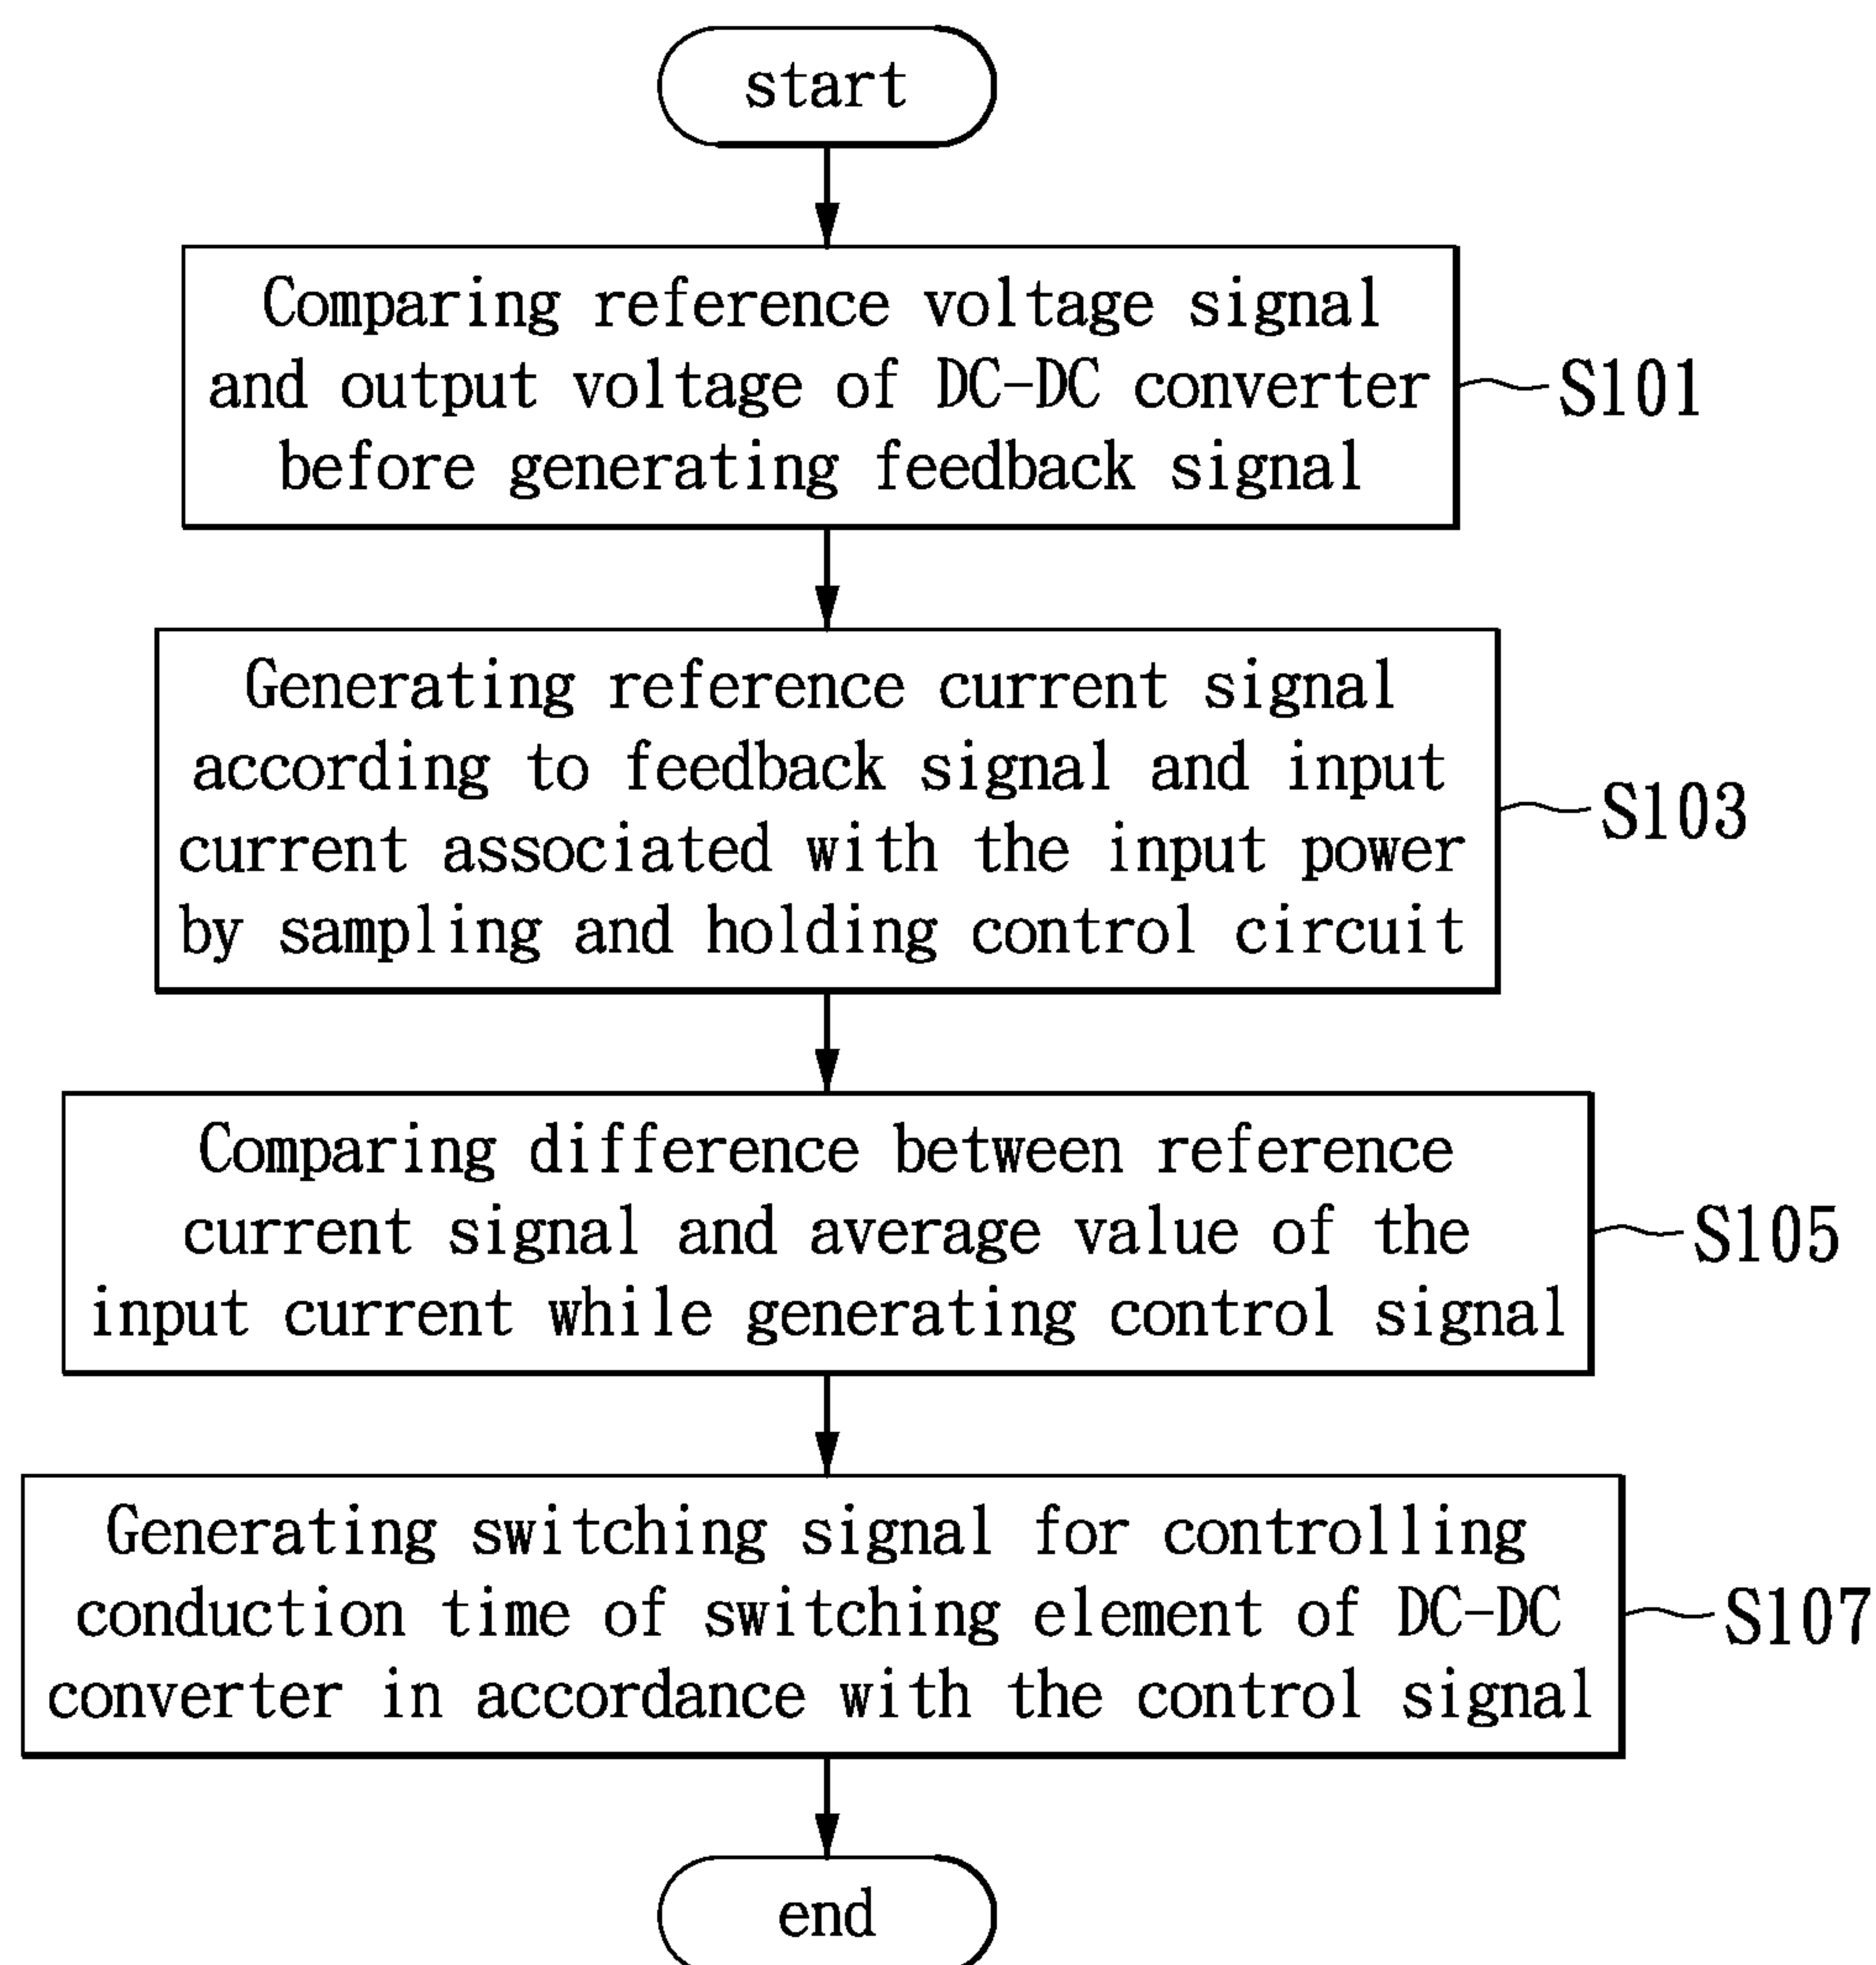 start
Comparing reference voltage signal
and output voltage of DC-DC converter
before generating feedback signal
S101
Generating reference current signal
according to feedback signal and input
current associated with the input power
by sampling and holding control circuit
S103
Comparing difference between reference
current signal and average value of the
input current while generating control signal
S105
Generating switching signal for controlling
conduction time of switching element of DC-DC
converter in accordance with the control signal
S107
end